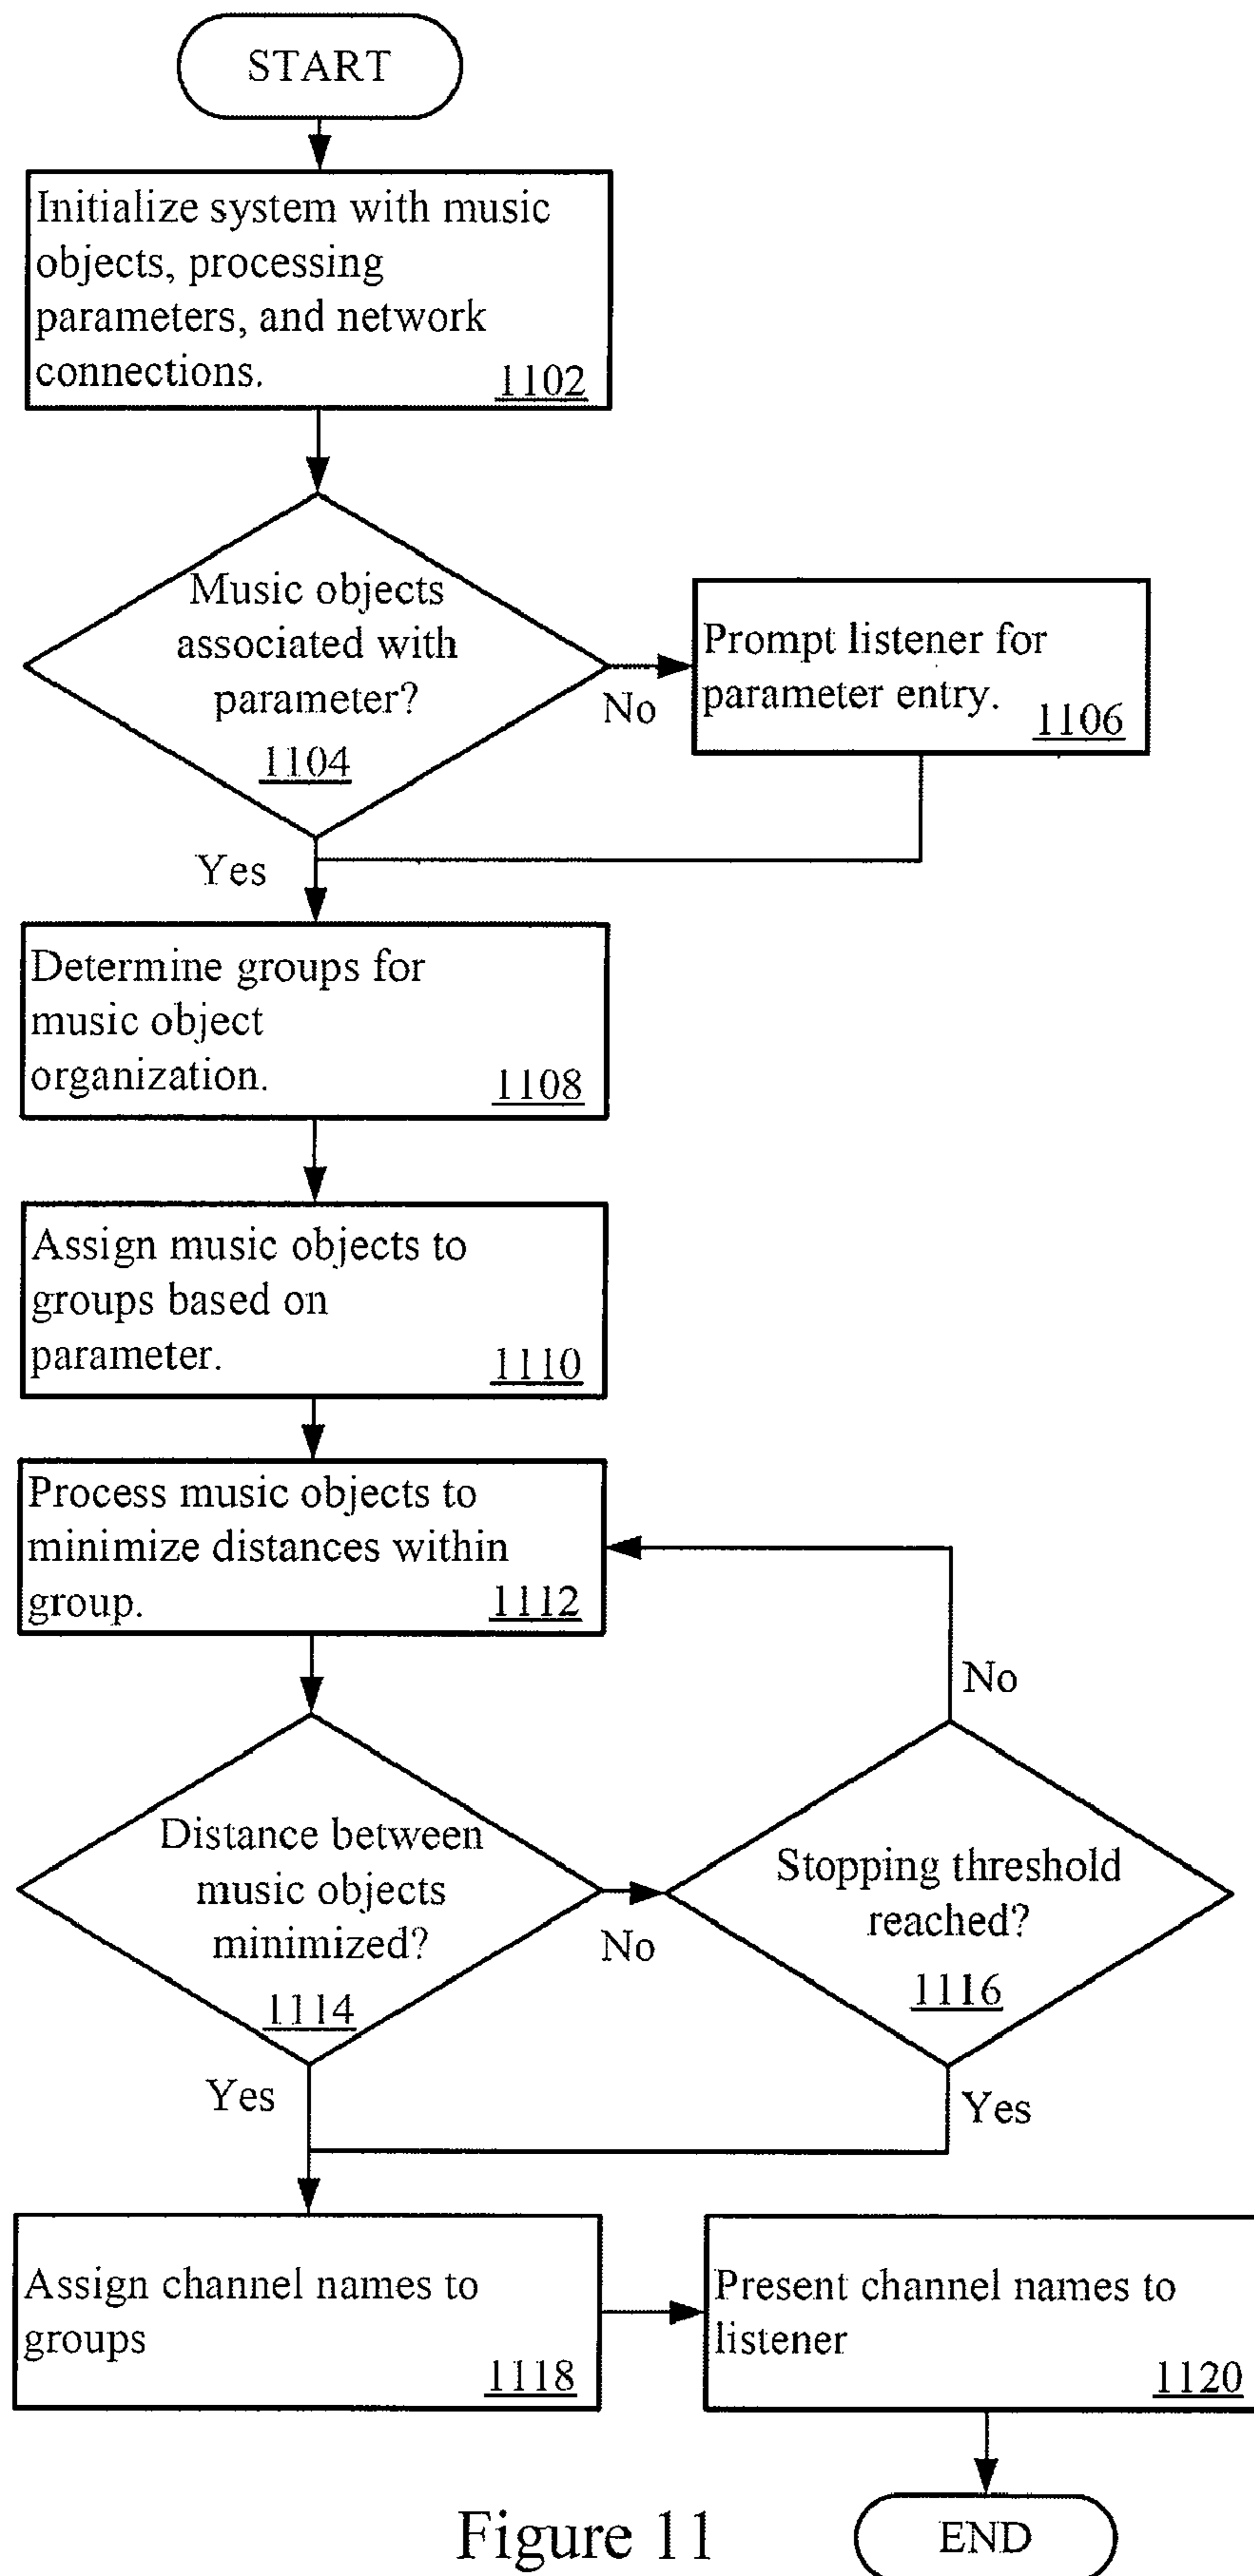 START
Initialize system with music
objects, processing
parameters, and network
connections.
1102
Music objects
associated with
parameter?
1104
No
Prompt listener for
parameter entry.
1106
Yes
Determine groups for
music object
organization.
1108
Assign music objects to
groups based on
parameter.
1110
Process music objects to
minimize distances within
group.
1112
No
Distance between
music objects
minimized?
1114
No
Stopping threshold
reached?
1116
Yes
Yes
Assign channel names to
groups
1118
Present channel names to
listener
1120
Figure 11
END